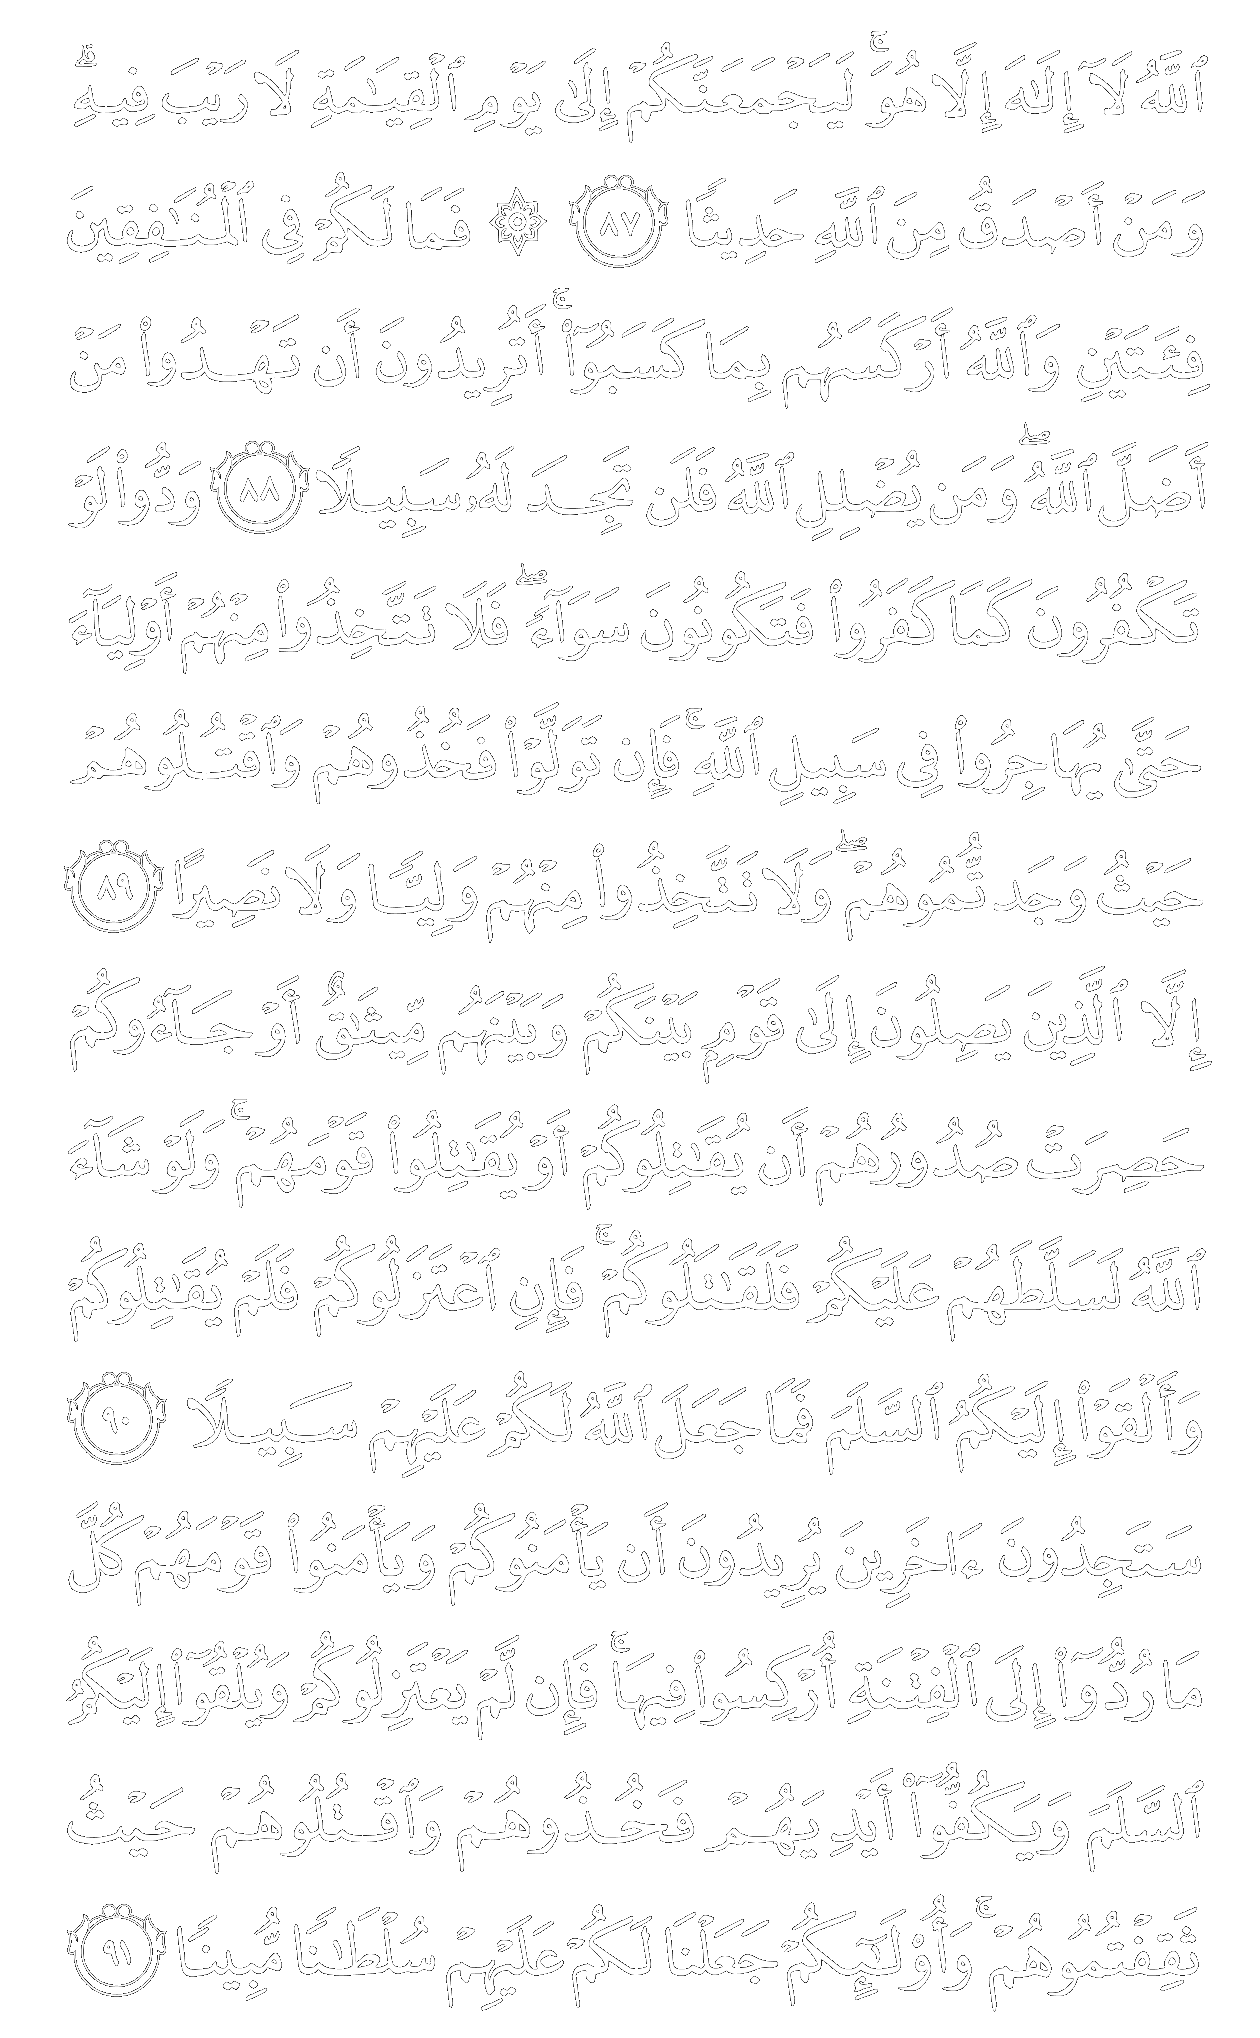 ٱللَّهُ لَآ إِلَٰهَ إِلَّا هُوَ ۚ لَيَجْمَعَنَّكُمْ إِلَىٰ يَوْمِ ٱلْقِيَٰمَةِ لَا رَيْبَ فِيهِ ۗ
وَمَنْ أَصْدَقُ مِنَ ٱللَّهِ حَدِيثًا ٨٧ ۞ فَمَا لَكُمْ فِى ٱلْمُنَٰفِقِينَ
فِئَتَيْنِ وَٱللَّهُ أَرْكَسَهُم بِمَا كَسَبُوٓا۟ ۚ أَتُرِيدُونَ أَن تَهْدُوا۟ مَنْ
أَضَلَّ ٱللَّهُ ۖ وَمَن يُضْلِلِ ٱللَّهُ فَلَن تَجِدَ لَهُۥ سَبِيلًا ٨٨ وَدُّوا۟ لَوْ
تَكْفُرُونَ كَمَا كَفَرُوا۟ فَتَكُونُونَ سَوَآءً ۖ فَلَا تَتَّخِذُوا۟ مِنْهُمْ أَوْلِيَآءَ
حَتَّىٰ يُهَاجِرُوا۟ فِى سَبِيلِ ٱللَّهِ ۚ فَإِن تَوَلَّوْا۟ فَخُذُوهُمْ وَٱقْتُلُوهُمْ
حَيْثُ وَجَدتُّمُوهُمْ ۖ وَلَا تَتَّخِذُوا۟ مِنْهُمْ وَلِيًّا وَلَا نَصِيرًا ٨٩
إِلَّا ٱلَّذِينَ يَصِلُونَ إِلَىٰ قَوْمٍۭ بَيْنَكُمْ وَبَيْنَهُم مِّيثَٰقٌ أَوْ جَآءُوكُمْ
حَصِرَتْ صُدُورُهُمْ أَن يُقَٰتِلُوكُمْ أَوْ يُقَٰتِلُوا۟ قَوْمَهُمْ ۚ وَلَوْ شَآءَ
ٱللَّهُ لَسَلَّطَهُمْ عَلَيْكُمْ فَلَقَٰتَلُوكُمْ ۚ فَإِنِ ٱعْتَزَلُوكُمْ فَلَمْ يُقَٰتِلُوكُمْ
وَأَلْقَوْا۟ إِلَيْكُمُ ٱلسَّلَمَ فَمَا جَعَلَ ٱللَّهُ لَكُمْ عَلَيْهِمْ سَبِيلًا ٩٠
سَتَجِدُونَ ءَاخَرِينَ يُرِيدُونَ أَن يَأْمَنُوكُمْ وَيَأْمَنُوا۟ قَوْمَهُمْ كُلَّ
مَا رُدُّوٓا۟ إِلَى ٱلْفِتْنَةِ أُرْكِسُوا۟ فِيهَا ۚ فَإِن لَّمْ يَعْتَزِلُوكُمْ وَيُلْقُوٓا۟ إِلَيْكُمُ
ٱلسَّلَمَ وَيَكُفُّوٓا۟ أَيْدِيَهُمْ فَخُذُوهُمْ وَٱقْتُلُوهُمْ حَيْثُ
ثَقِفْتُمُوهُمْ ۚ وَأُو۟لَٰٓئِكُمْ جَعَلْنَا لَكُمْ عَلَيْهِمْ سُلْطَٰنًا مُّبِينًا ٩١